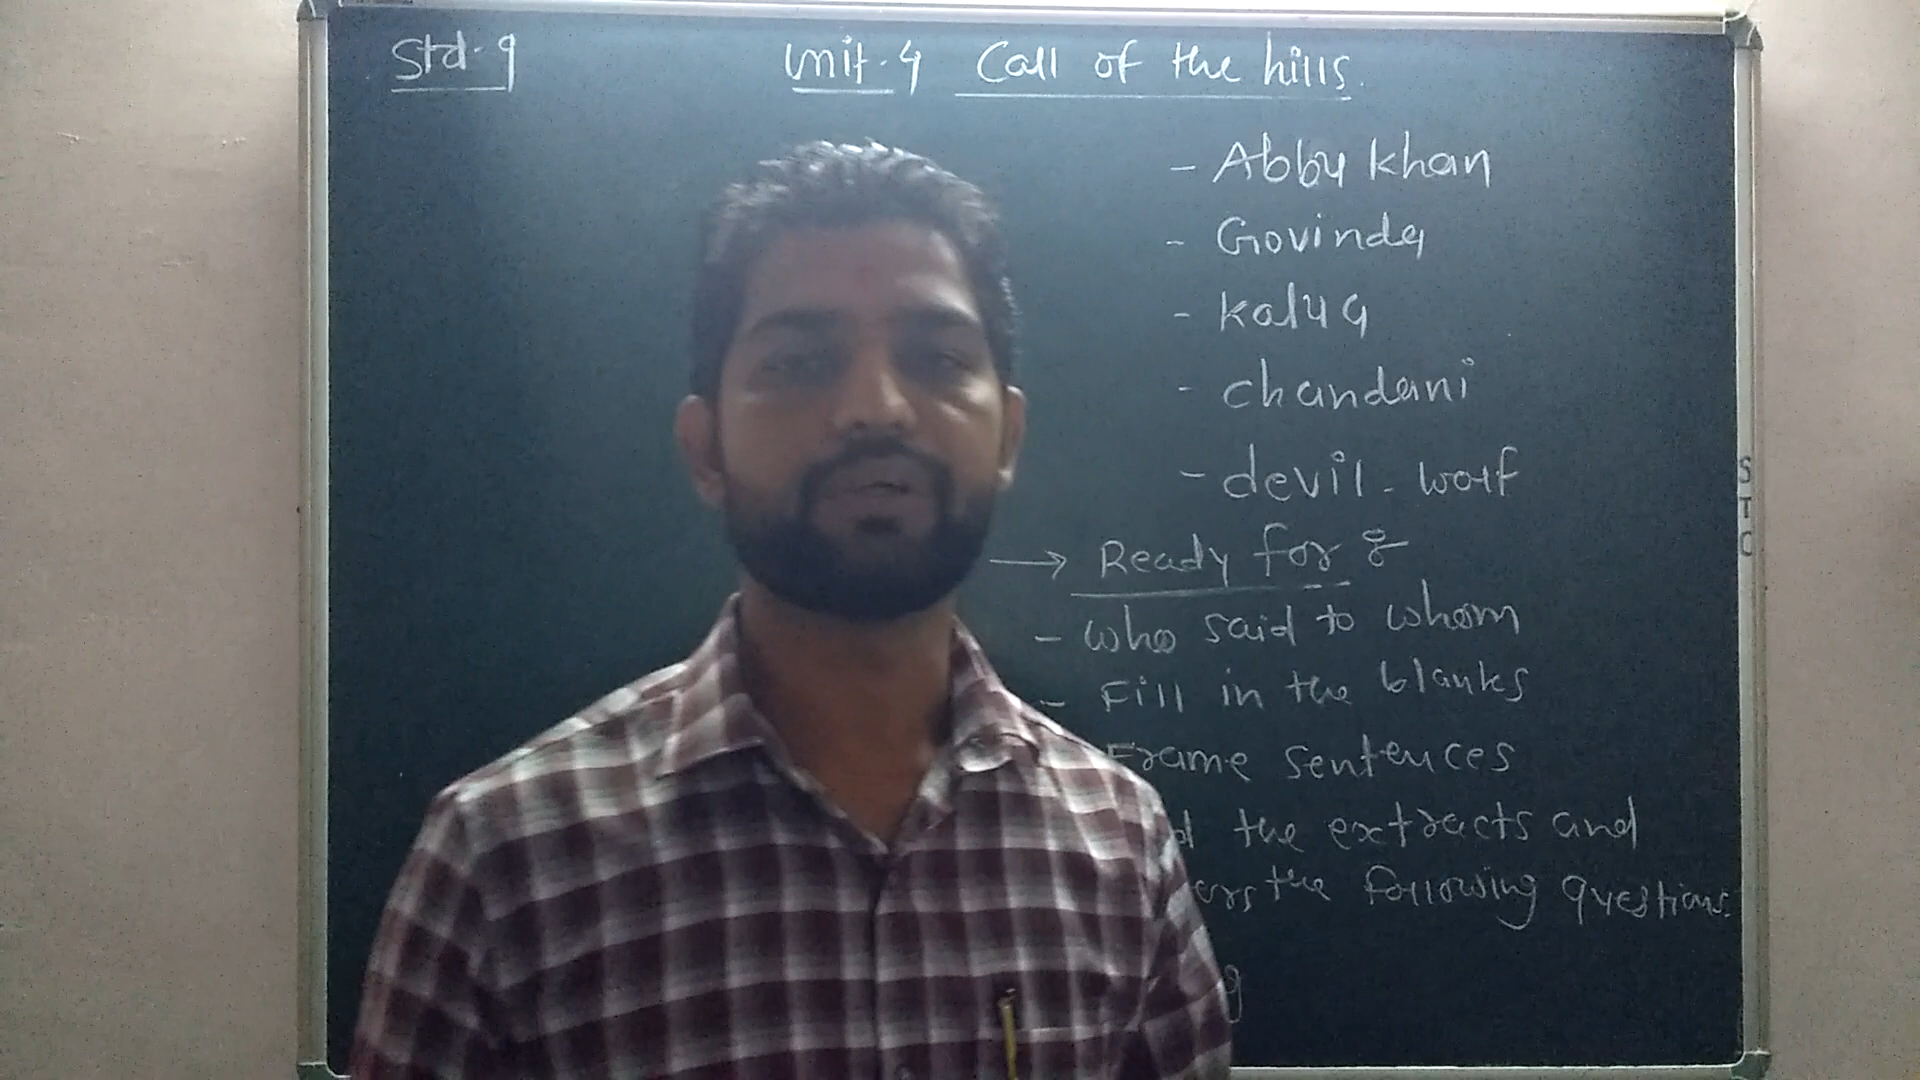 Std. 9
Unit. 4 Call of the hills.
- Abbu khan
- Govinda
- Kalua
- chandani
- devil - wolf
STC
→ Ready for
- who said to whom
- Fill in the blanks
Frame sentences
the extracts and
the following questions.